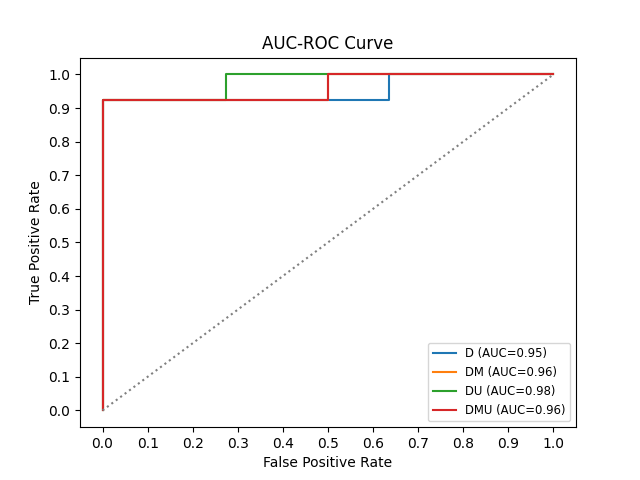 AUC-ROC Curve
True Positive Rate
1.0
0.9
0.8
0.7
0.6
0.5
0.4
0.3
0.2
0.1
0.0
D (AUC=0.95)
DM (AUC=0.96)
DU (AUC=0.98)
DMU (AUC=0.96)
0.0 0.1 0.2 0.3 0.4 0.5 0.6 0.7 0.8 0.9 1.0
False Positive Rate